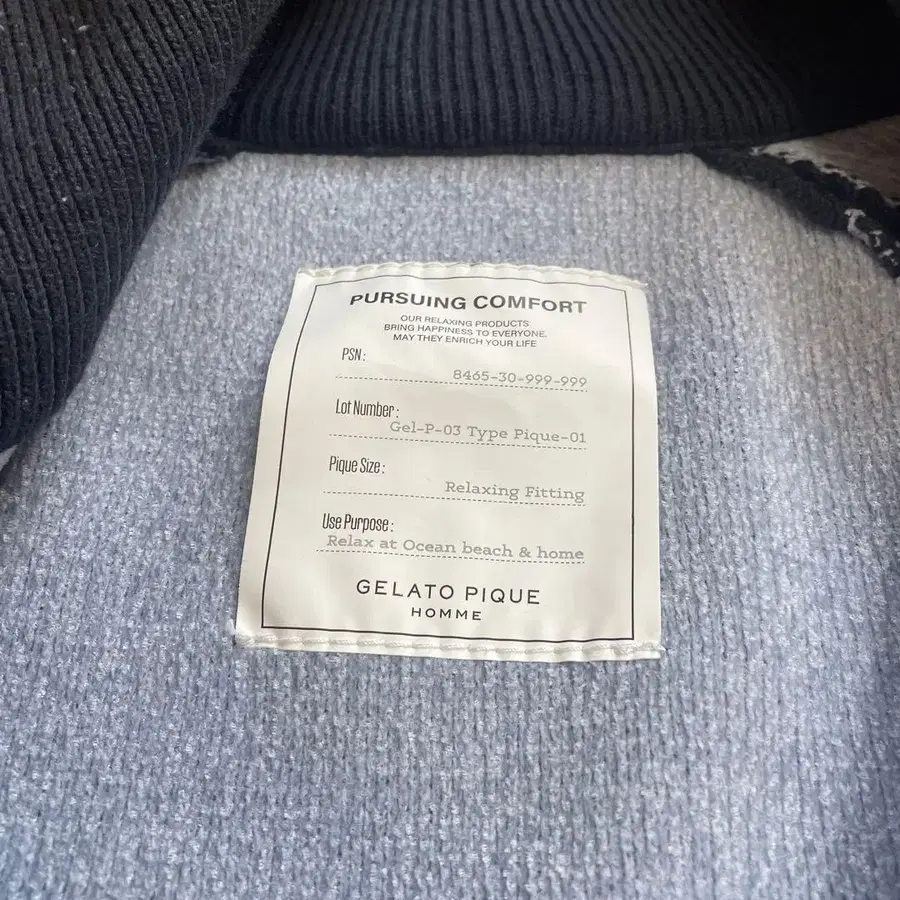 PURSUING COMFORT
OUR RELAXING PRODUCTS
BRING HAPPINESS TO EVERYONE.
MAY THEY ENRICH YOUR LIFE
PSN:
8465-30-999-999
Lot Number:
Gel-P-03 Type Pique-01
Pique Size:
Relaxing Fitting
Use Purpose:
Relax at Ocean beach & home
GELATO PIQUE
HOMME